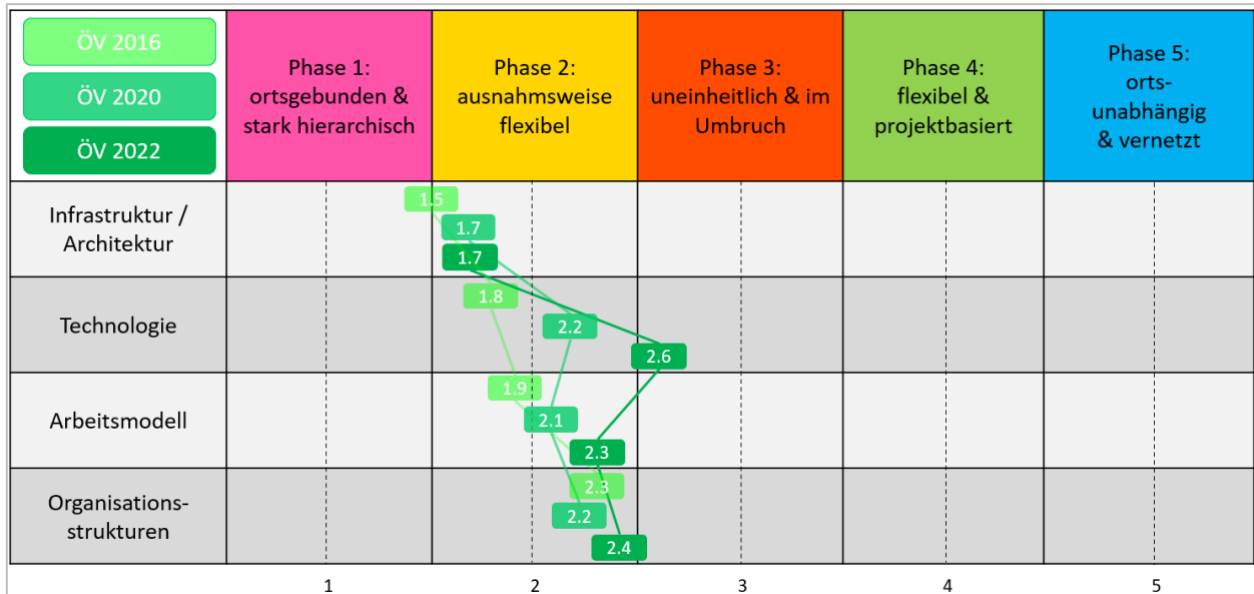 ÖV 2016
ÖV 2020
ÖV 2022
Phase 1:
ortsgebunden &
stark hierarchisch
Phase 2:
ausnahmsweise
flexibel
Phase 3:
uneinheitlich & im
Umbruch
Phase 4:
flexibel &
projektbasiert
Phase 5:
orts-
unabhängig
& vernetzt
Infrastruktur /
Architektur
1.5
1.7
1.7
Technologie
1.8
2.2
2.6
Arbeitsmodell
1.9
2.1
2.3
Organisations-
strukturen
2.3
2.2
2.4
1
2
3
4
5